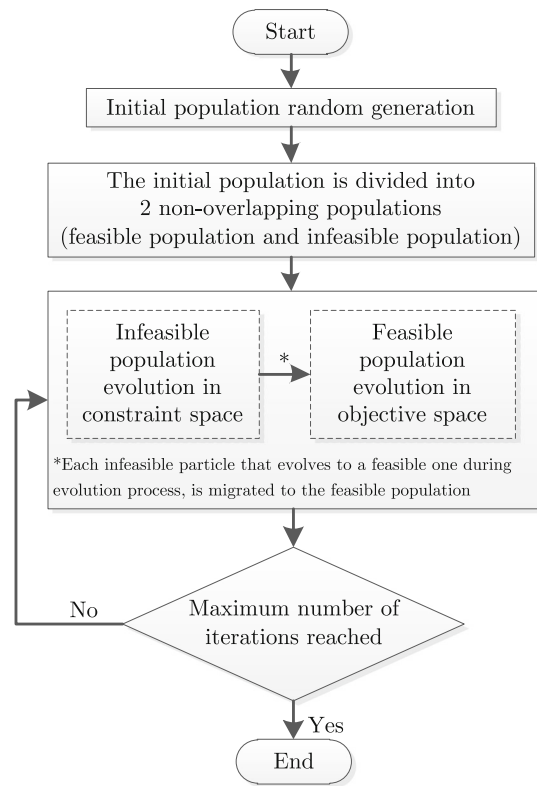 Start
Initial population random generation
The initial population is divided into
2 non-overlapping populations
(feasible population and infeasible population)
Infeasible
population
evolution in
constraint space
*
Feasible
population
evolution in
objective space
*Each infeasible particle that evolves to a feasible one during
evolution process, is migrated to the feasible population
No
Maximum number of
iterations reached
Yes
End